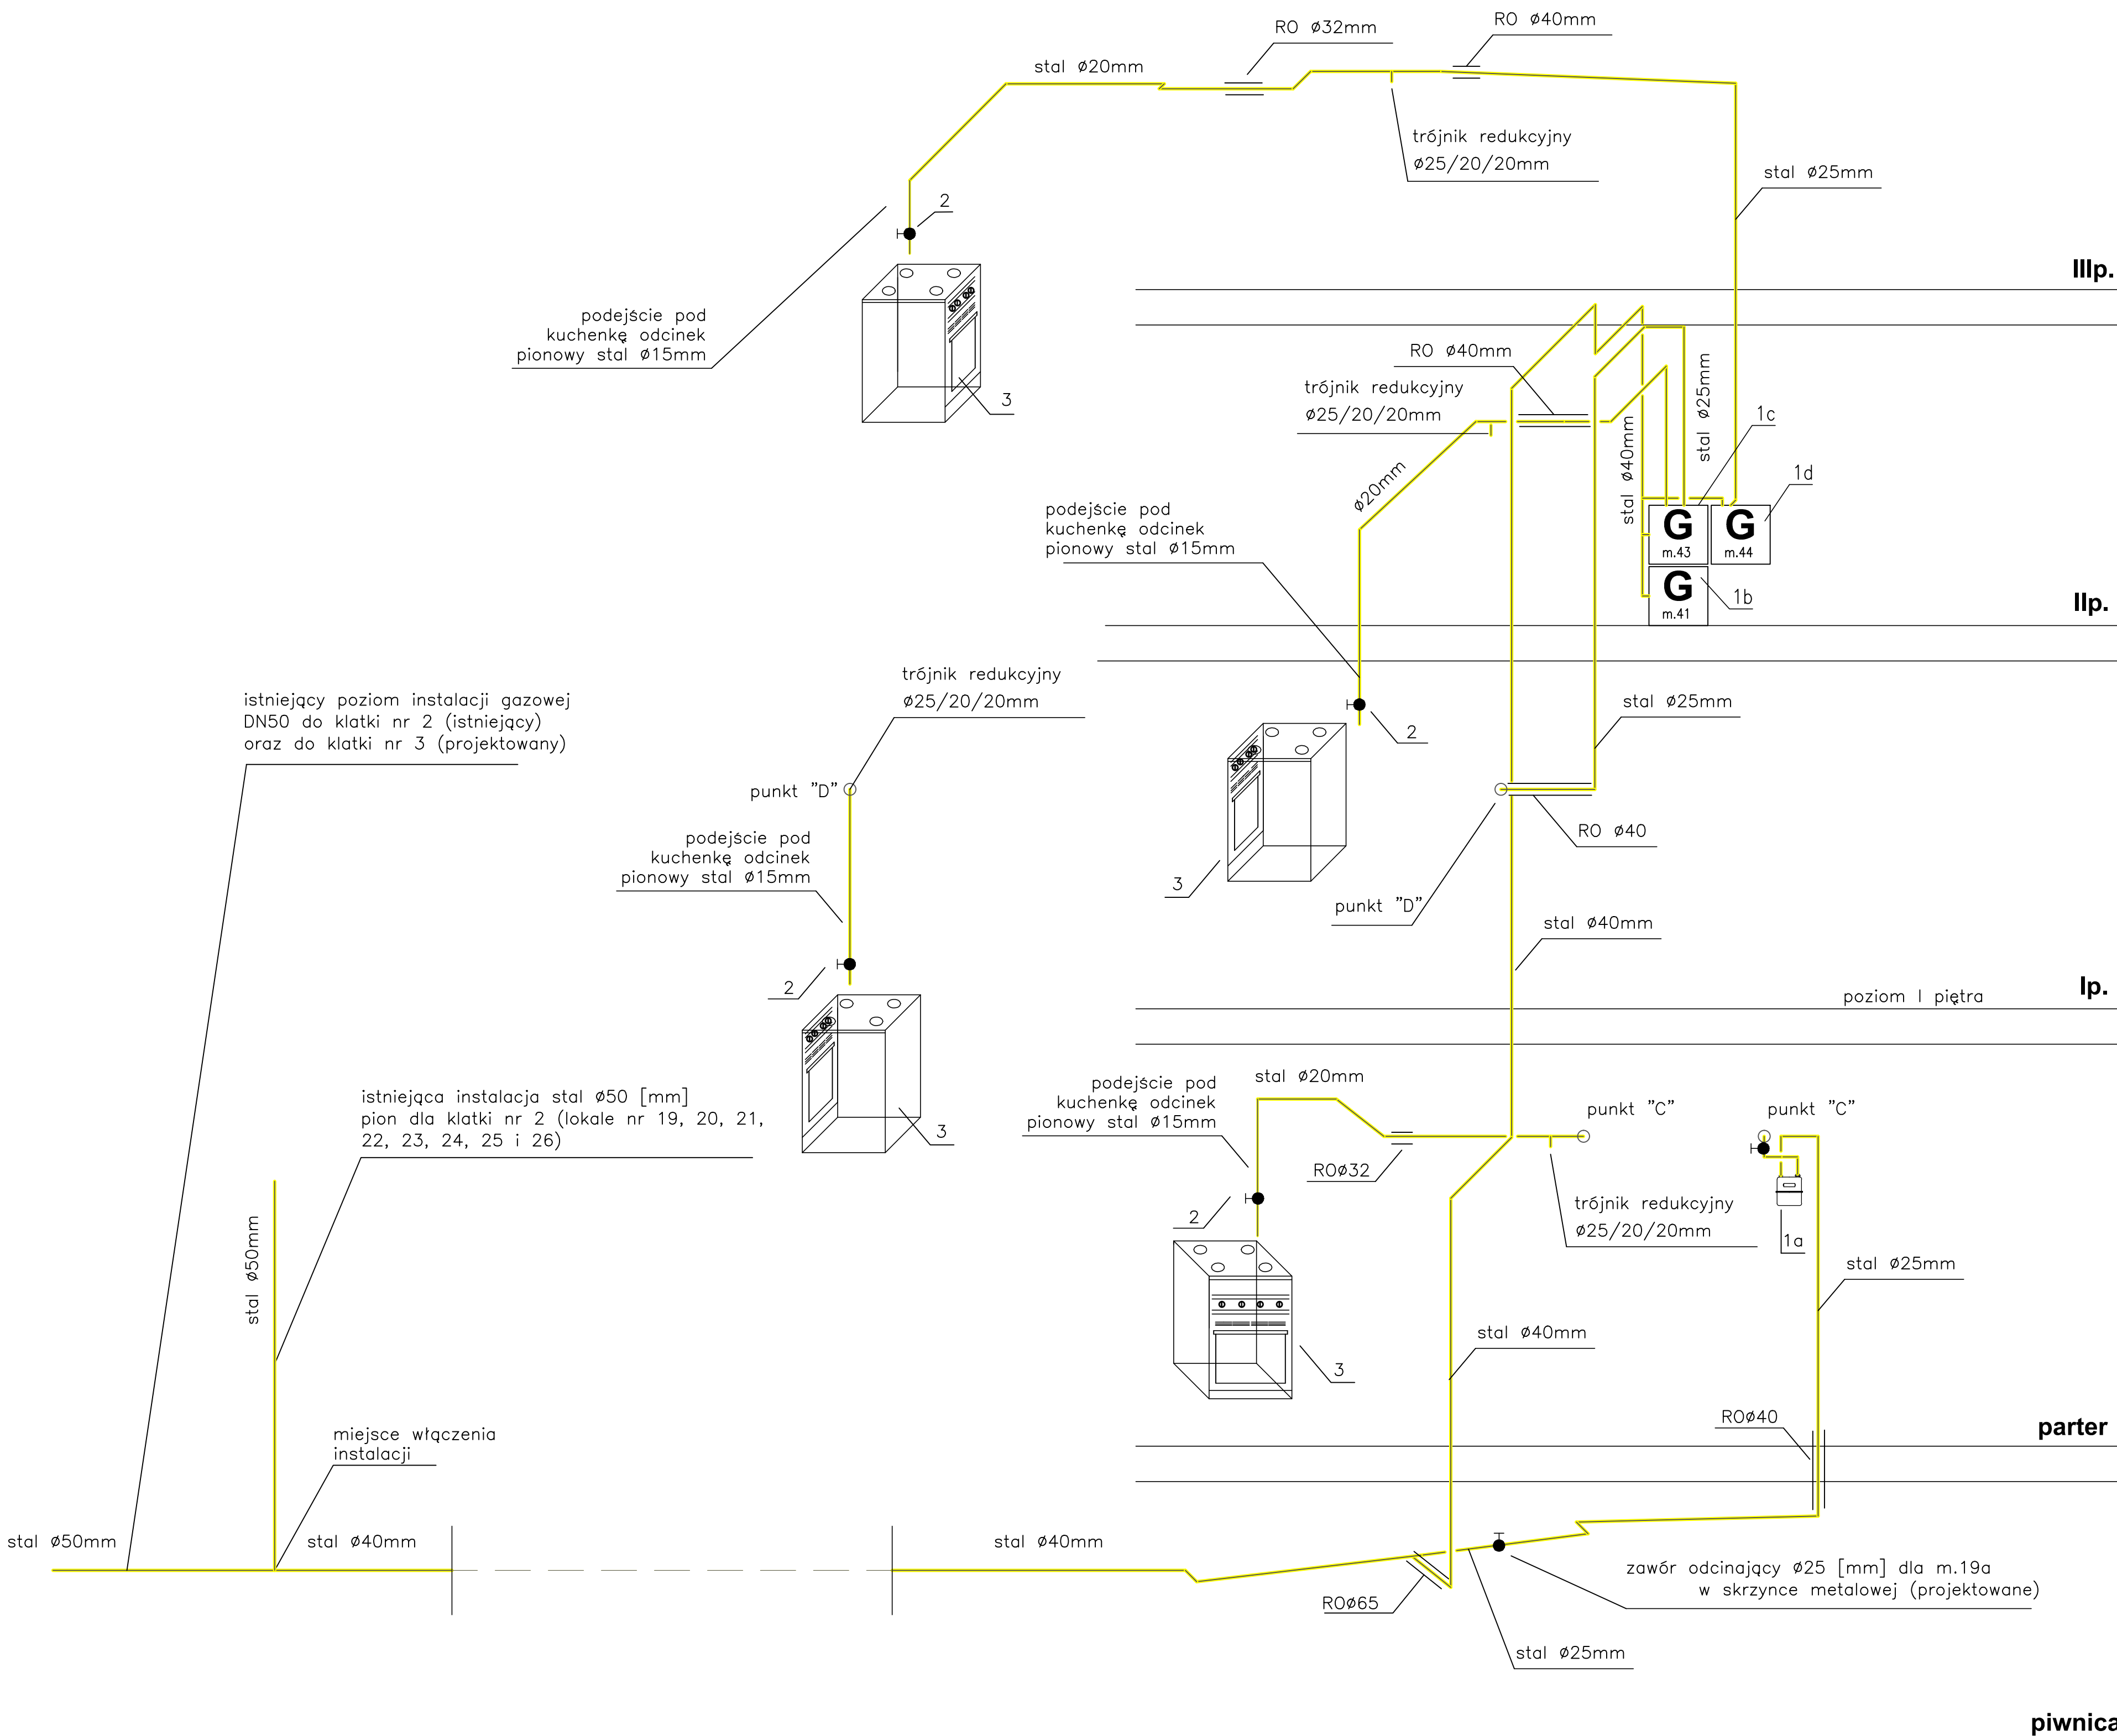 RO ø32mm
RO ø40mm
stal ø20mm
trójnik redukcyjny
ø25/20/20mm
stal ø25mm
2
IIIp.
podejście pod
kuchenkę odcinek
pionowy stal ø15mm
3
RO ø40mm
trójnik redukcyjny
ø25/20/20mm
stal ø25mm
stal ø40mm
1c
1d
ø20mm
podejście pod
kuchenkę odcinek
pionowy stal ø15mm
G
m.43
G
m.44
G
m.41
1b
IIp.
istniejący poziom instalacji gazowej
DN50 do klatki nr 2 (istniejący)
oraz do klatki nr 3 (projektowany)
trójnik redukcyjny
ø25/20/20mm
2
stal ø25mm
punkt "D"
podejście pod
kuchenkę odcinek
pionowy stal ø15mm
RO ø40
3
punkt "D"
stal ø40mm
2
poziom I piętra
Ip.
istniejąca instalacja stal ø50 [mm]
pion dla klatki nr 2 (lokale nr 19, 20, 21,
22, 23, 24, 25 i 26)
3
podejście pod
kuchenkę odcinek
pionowy stal ø15mm
stal ø20mm
punkt "C"
punkt "C"
ROø32
trójnik redukcyjny
ø25/20/20mm
2
1a
stal ø50mm
stal ø25mm
stal ø40mm
3
ROø40
parter
miejsce włączenia
instalacji
stal ø50mm
stal ø40mm
stal ø40mm
zawór odcinający ø25 [mm] dla m.19a
w skrzynce metalowej (projektowane)
ROø65
stal ø25mm
piwnica